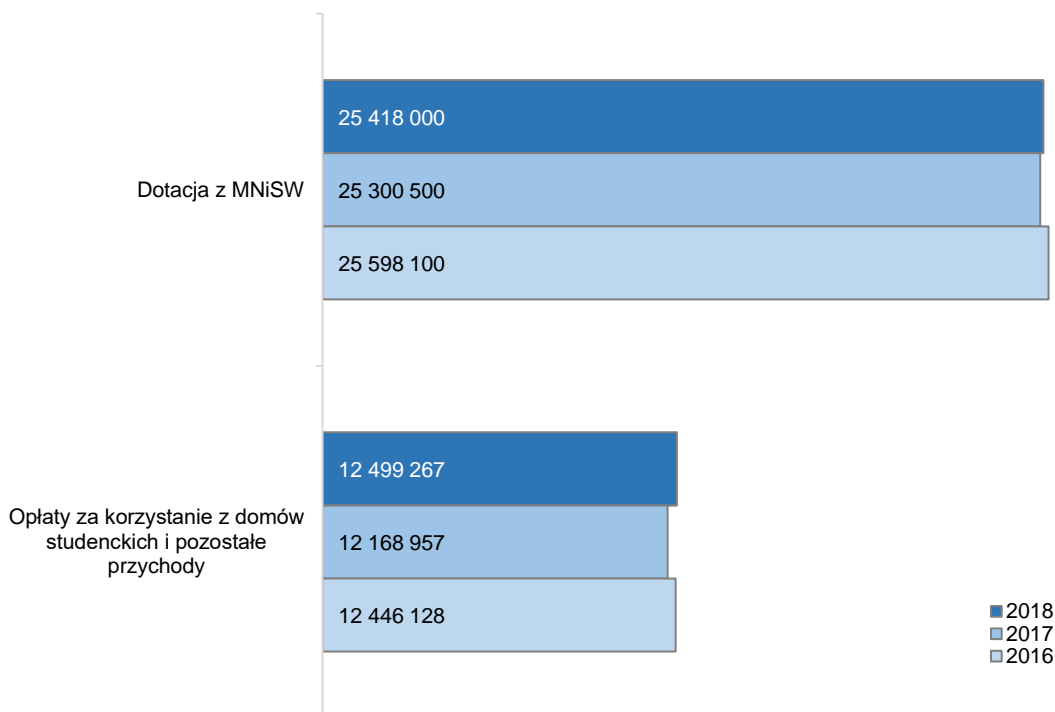 25 418 000
Dotacja z MNiSW
25 300 500
25 598 100
12 499 267
Opłaty za korzystanie z domów
studenckich i pozostałe
przychody
12 168 957
12 446 128
2018
2017
2016